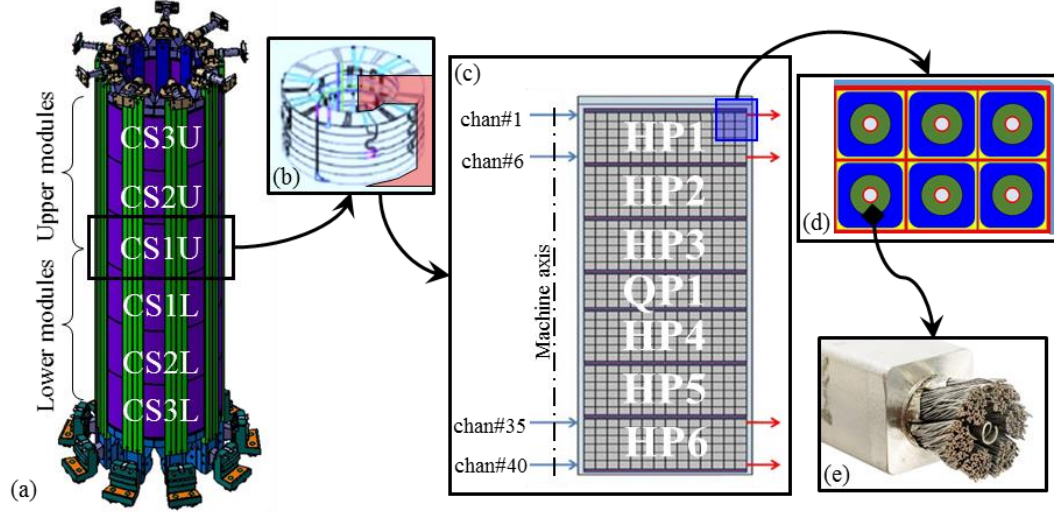 (a)
Upper modules
Lower modules
CS3U
CS2U
CS1U
CS1L
CS2L
CS3L
(b)
(c)
chan#1
chan#6
chan#35
chan#40
Machine axis
HP1
HP2
HP3
QP1
HP4
HP5
HP6
(d)
(e)